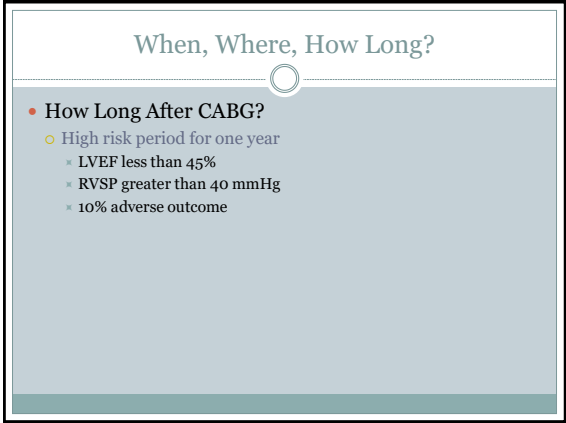 When, Where, How Long?
• How Long After CABG?
○ High risk period for one year
× LVEF less than 45%
× RVSP greater than 40 mmHg
× 10% adverse outcome